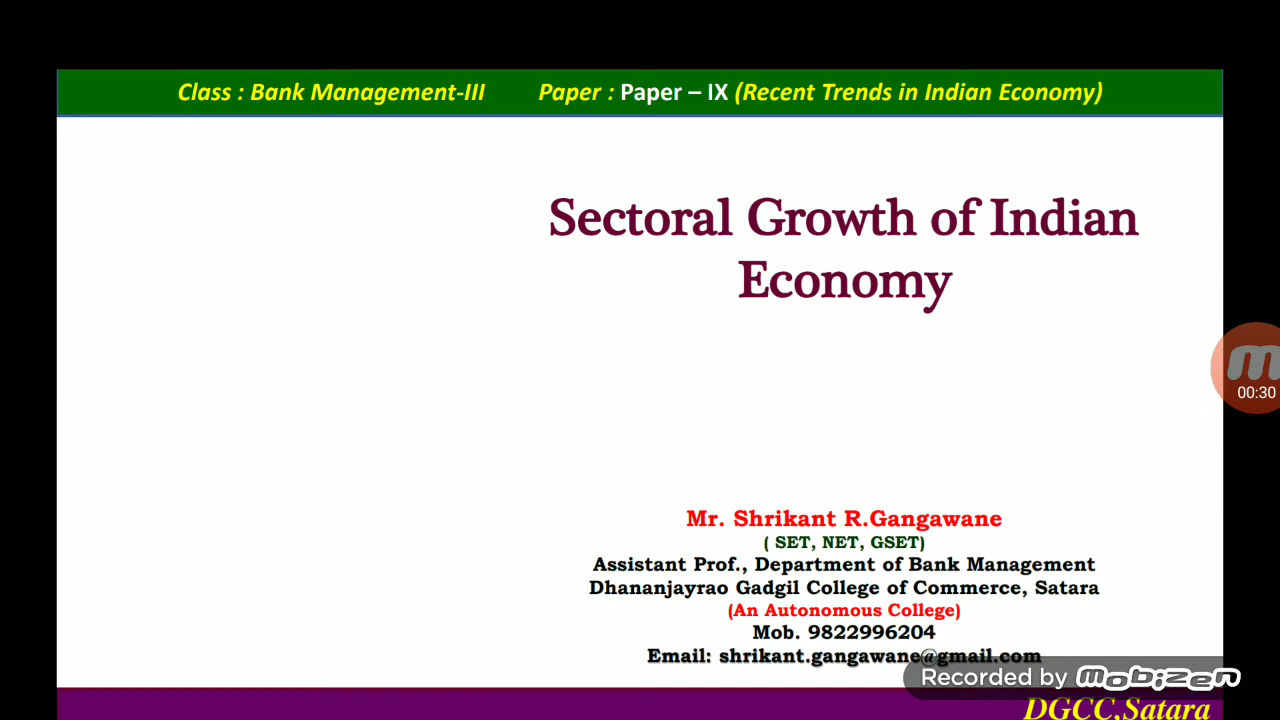 Class : Bank Management-III Paper : Paper – IX (Recent Trends in Indian Economy)
Sectoral Growth of Indian
Economy
00:30
Mr. Shrikant R.Gangawane
( SET, NET, GSET)
Assistant Prof., Department of Bank Management
Dhananjayrao Gadgil College of Commerce, Satara
(An Autonomous College)
Mob. 9822996204
Email: shrikant.gangawane@gmail.com
Recorded by mobizen
DGCC,Satara